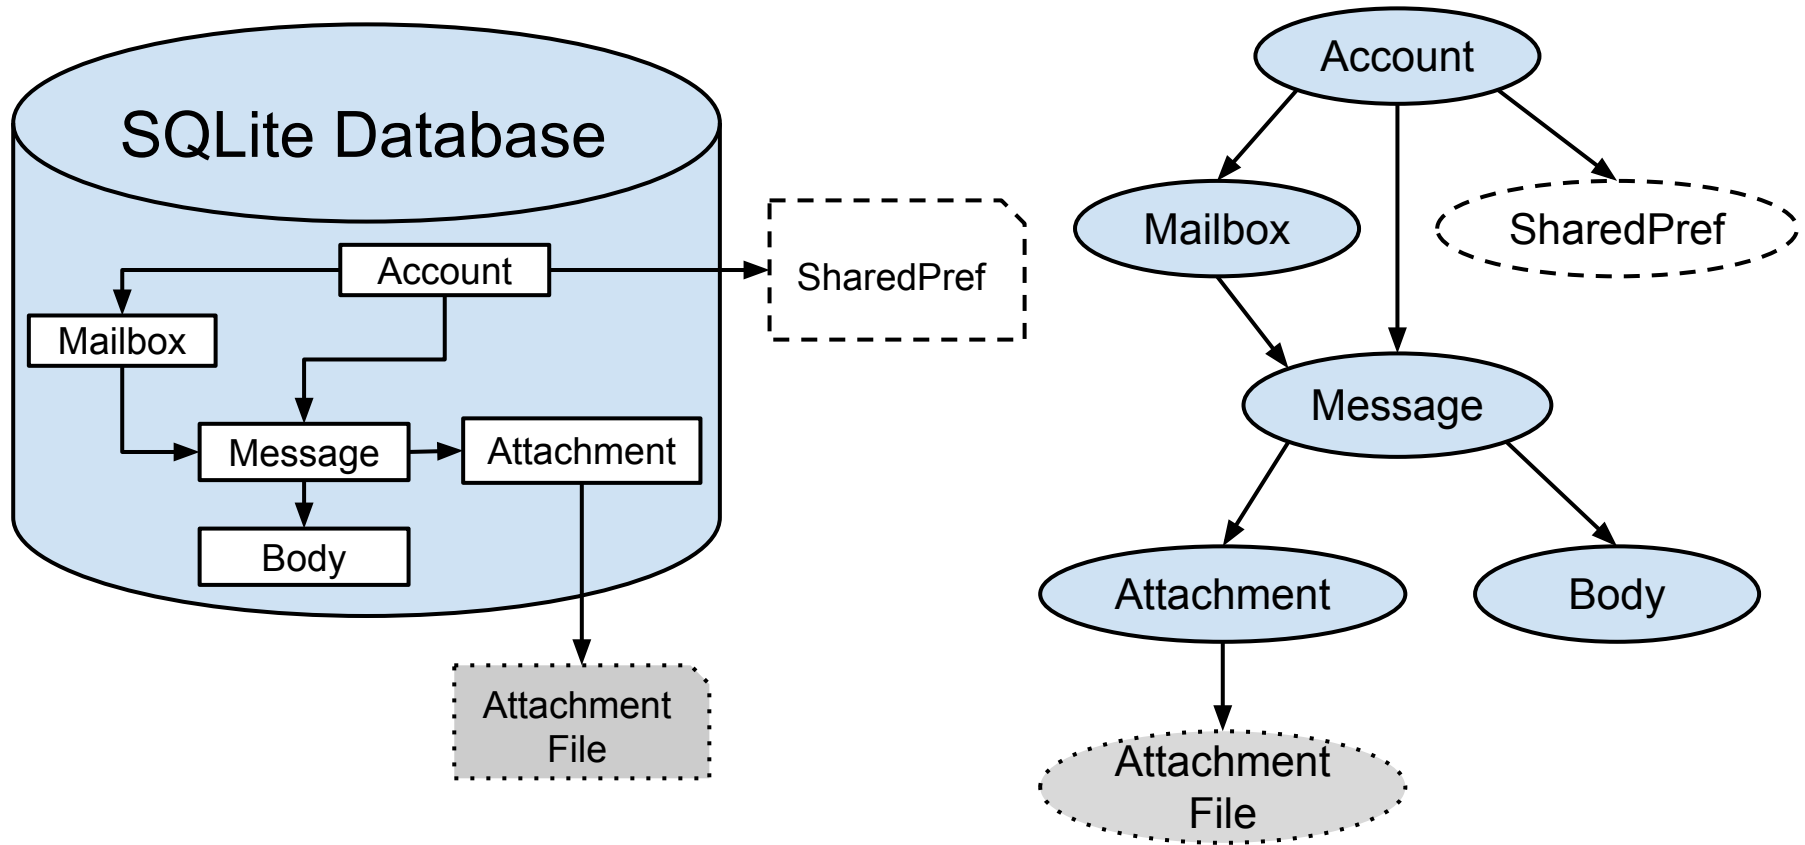 SQLite Database
Account
Mailbox
Message
Attachment
Body
SharedPref
Attachment
File
Account
Mailbox
SharedPref
Message
Attachment
Body
Attachment
File